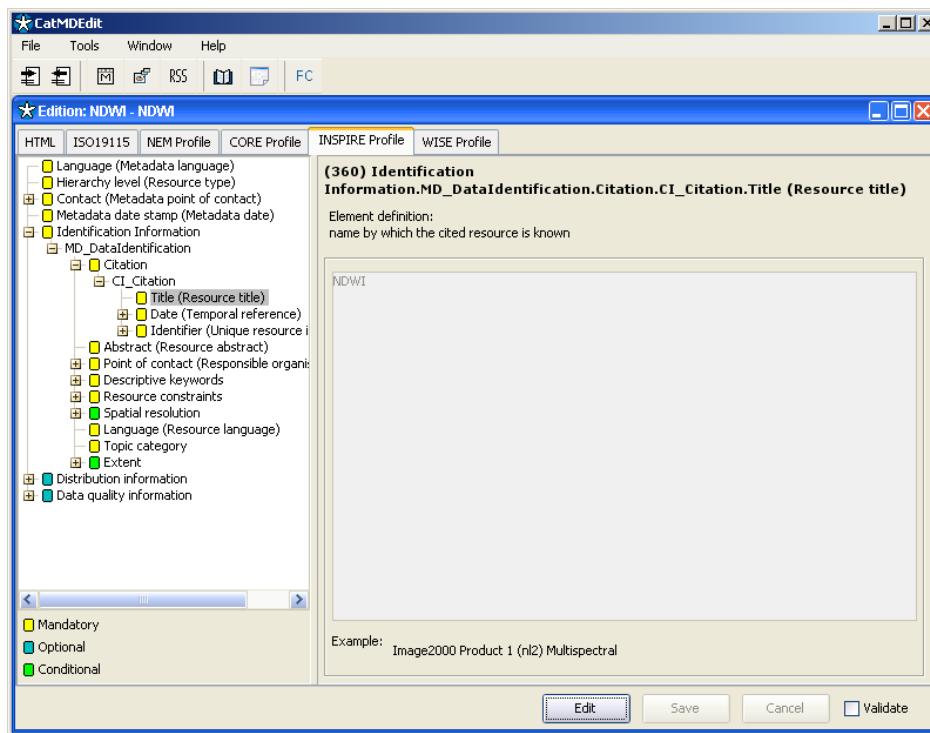 CatMDEdit
File Tools Window Help
RSS FC
Edition: NDWI - NDWI
HTML ISO19115 NEM Profile CORE Profile INSPIRE Profile WISE Profile
Language (Metadata language)
Hierarchy level (Resource type)
Contact (Metadata point of contact)
Metadata date stamp (Metadata date)
Identification Information
MD_DataIdentification
Citation
CI_Citation
Title (Resource title)
Date (Temporal reference)
Identifier (Unique resource i
Abstract (Resource abstract)
Point of contact (Responsible organis
Descriptive keywords
Resource constraints
Spatial resolution
Language (Resource language)
Topic category
Extent
Distribution information
Data quality information
Mandatory
Optional
Conditional
(360) Identification
Information.MD_DataIdentification.Citation.CI_Citation.Title (Resource title)
Element definition:
name by which the cited resource is known
NDWI
Example: Image2000 Product 1 (nl2) Multispectral
Edit Save Cancel Validate